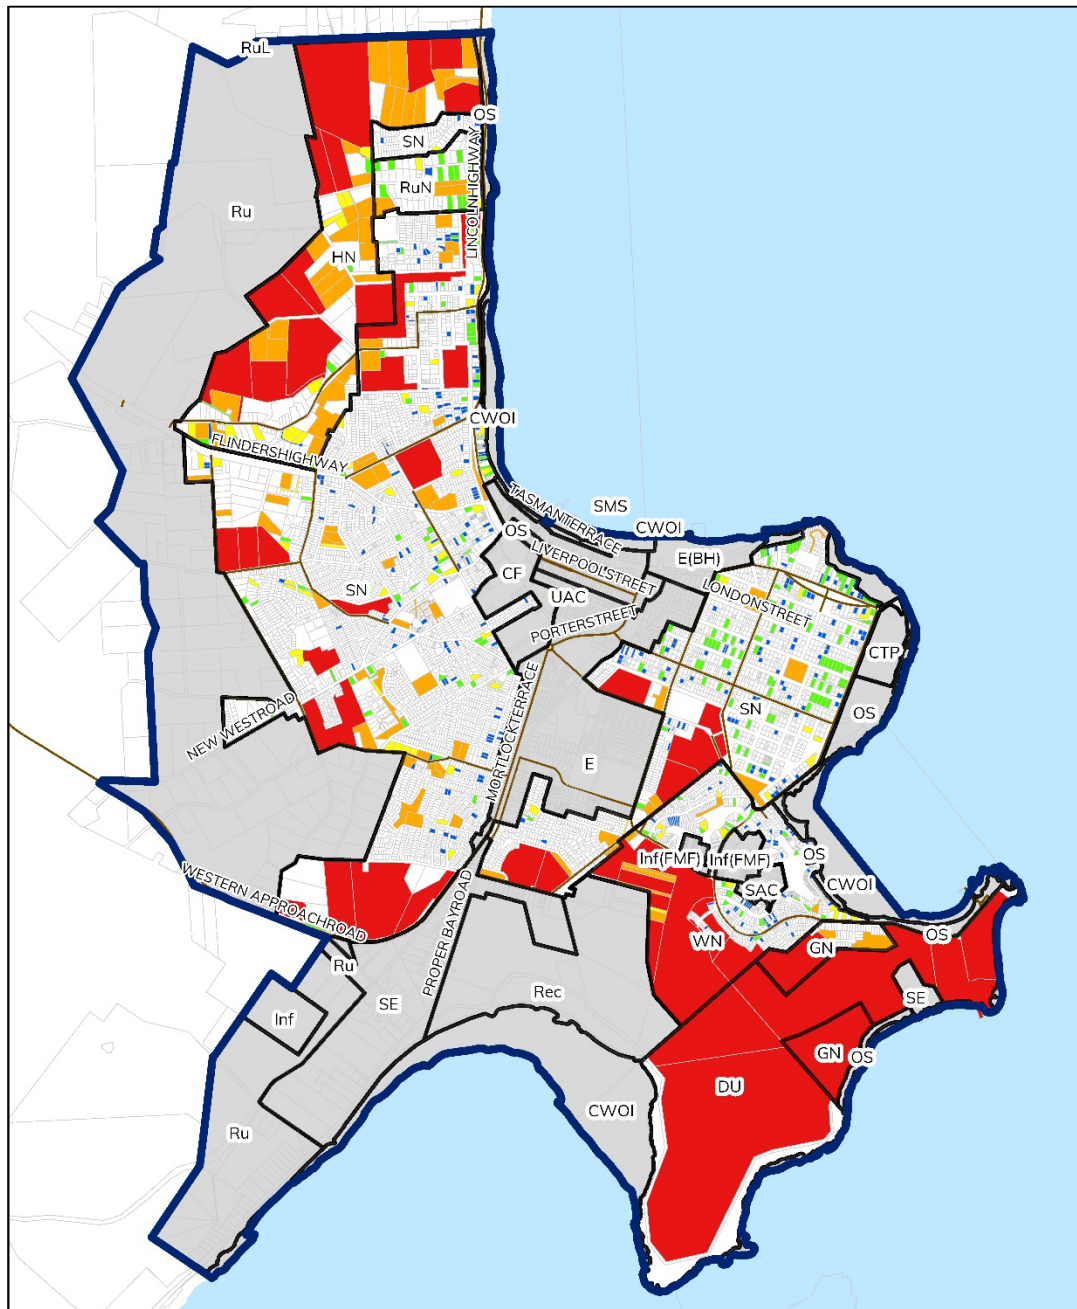 RuL
OS
SN
RuN
LINCOLNHIGHWAY
Ru
HN
CWOI
FLINDERSHIGHWAY
TASMANTERRACE
SMS
CWOI
OS
LIVERPOOLSTREET
E(BH)
CF
UAC
LONDONSTREET
SN
PORTERSTREET
CTP
NEW WESTROAD
SN
OS
MORTLOCKTERRACE
E
Inf(FMF)
Inf(FMF)
OS
SAC
CWOI
WESTERN APPROACHROAD
WN
GN
OS
PROPER BAYROAD
Ru
SE
Rec
SE
Inf
GN
OS
DU
CWOI
Ru